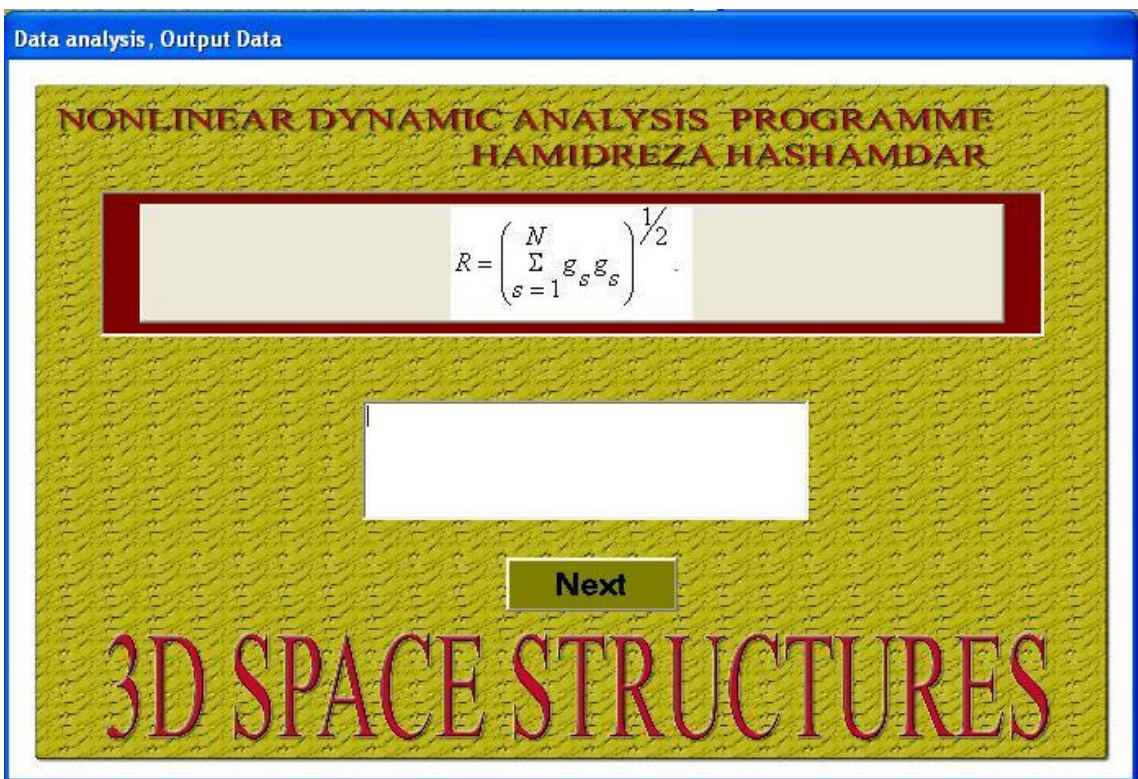 Data analysis, Output Data
NONLINEAR DYNAMIC ANALYSIS PROGRAMME
HAMIDREZA HASHAMDAR
R = ( N Σ s = 1 g_s g_s )^1/2 .
Next
3D SPACE STRUCTURES